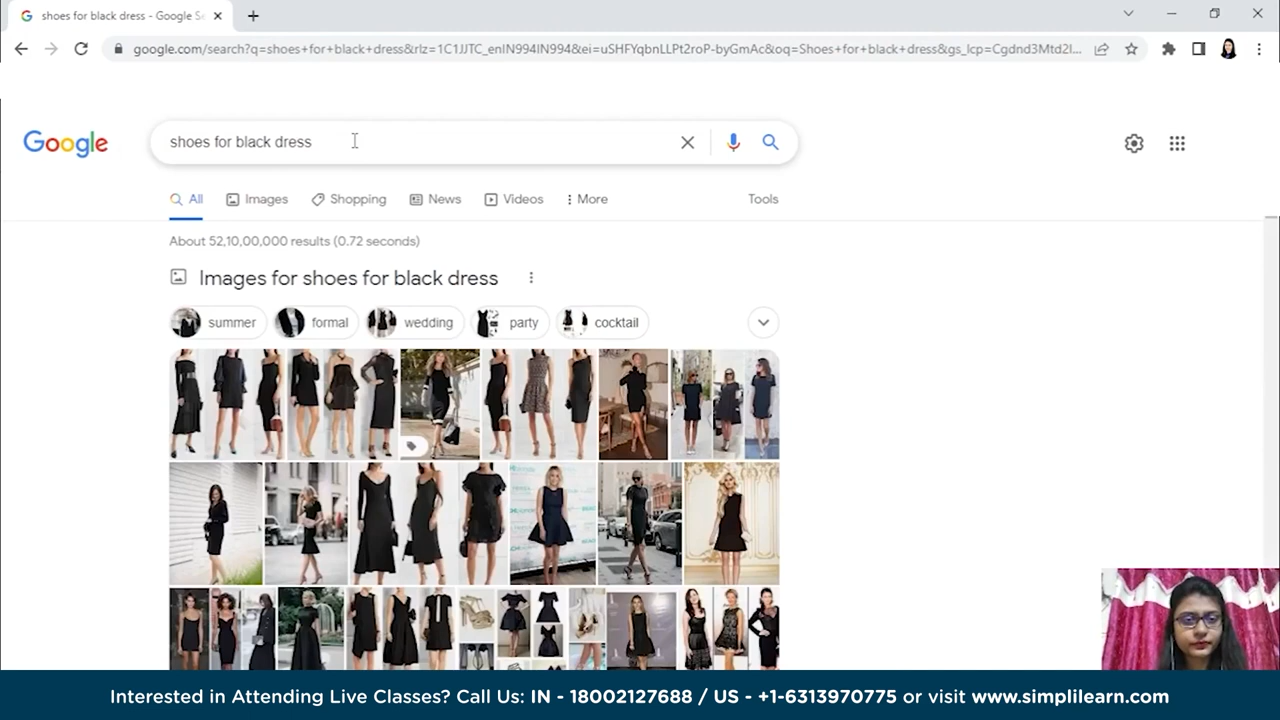 shoes for black dress - Google Se
google.com/search?q=shoes+for+black+dress&rlz=1C1JJTC_enIN994IN994&ei=uSHFYqbnLLPt2roP-byGmAc&oq=Shoes+for+black+dress&gs_lcp=Cgdnd3Mtd2l...
Google
shoes for black dress
All Images Shopping News Videos More Tools
About 52,10,00,000 results (0.72 seconds)
Images for shoes for black dress
summer formal wedding party cocktail
Interested in Attending Live Classes? Call Us: IN - 18002127688 / US - +1-6313970775 or visit www.simplilearn.com